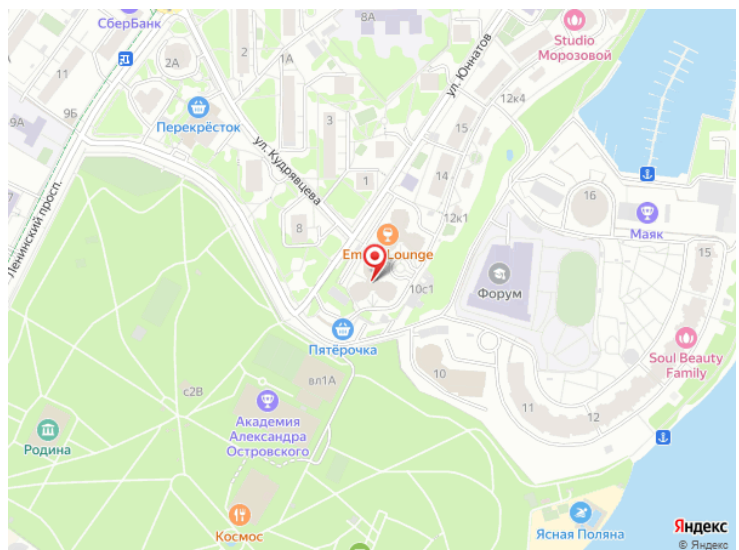 СберБанк
8А
Studio
Морозовой
11
2А
1А
12к4
9Б
9А
Перекрёсток
ул. Юннатов
3
15
ул. Кудрявцева
1
14
16
7
12к1
Маяк
Ленинский просп.
8
15
Lounge
10с1
Форум
Пятёрочка
Soul Beauty
Family
вл1А
10
с2В
11
12
Академия
Александра
Островского
Родина
Космос
Ясная Поляна
Яндекс
© Яндекс